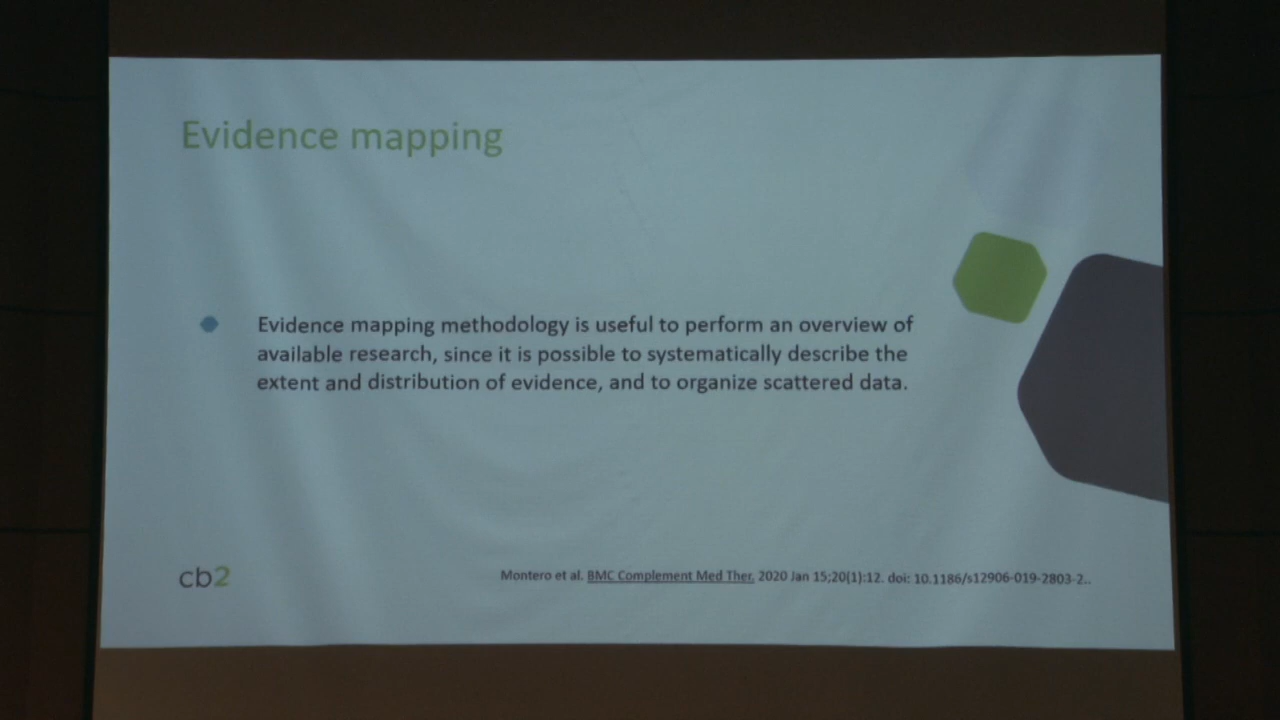 Evidence mapping
Evidence mapping methodology is useful to perform an overview of
available research, since it is possible to systematically describe the
extent and distribution of evidence, and to organize scattered data.
cb2
Montero et al. BMC Complement Med Ther. 2020 Jan 15;20(1):12. doi: 10.1186/s12906-019-2803-2..